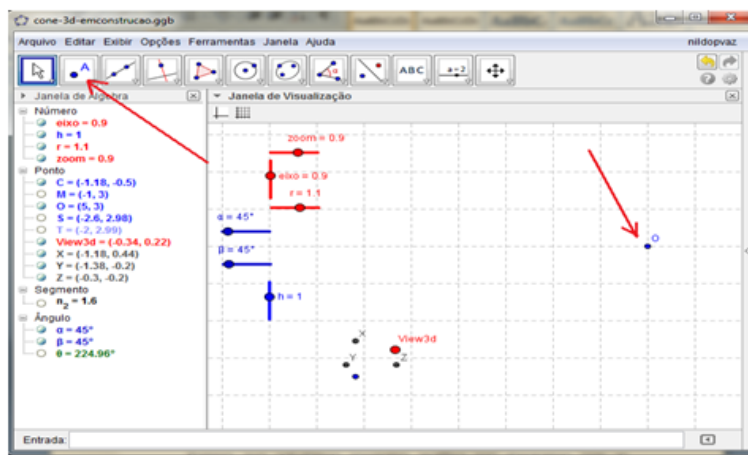 cone-3d-emconstrucao.ggb
Arquivo Editar Exibir Opções Ferramentas Janela Ajuda
nildopvaz
A
ABC
a=2
Janela de Álgebra
Janela de Visualização
Número
eixo = 0.9
h = 1
r = 1.1
zoom = 0.9
Ponto
C = (-1.18, -0.5)
M = (-1, 3)
O = (5, 3)
S = (-2.6, 2.98)
T = (-2, 2.99)
View3d = (-0.34, 0.22)
X = (-1.18, 0.44)
Y = (-1.38, -0.2)
Z = (-0.3, -0.2)
Segmento
n2 = 1.6
Ângulo
α = 45°
β = 45°
θ = 224.96°
zoom = 0.9
eixo = 0.9
r = 1.1
α = 45°
β = 45°
h = 1
O
X
View3d
Y
Z
Entrada: